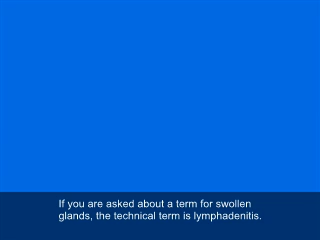 If you are asked about a term for swollen
glands, the technical term is lymphadenitis.